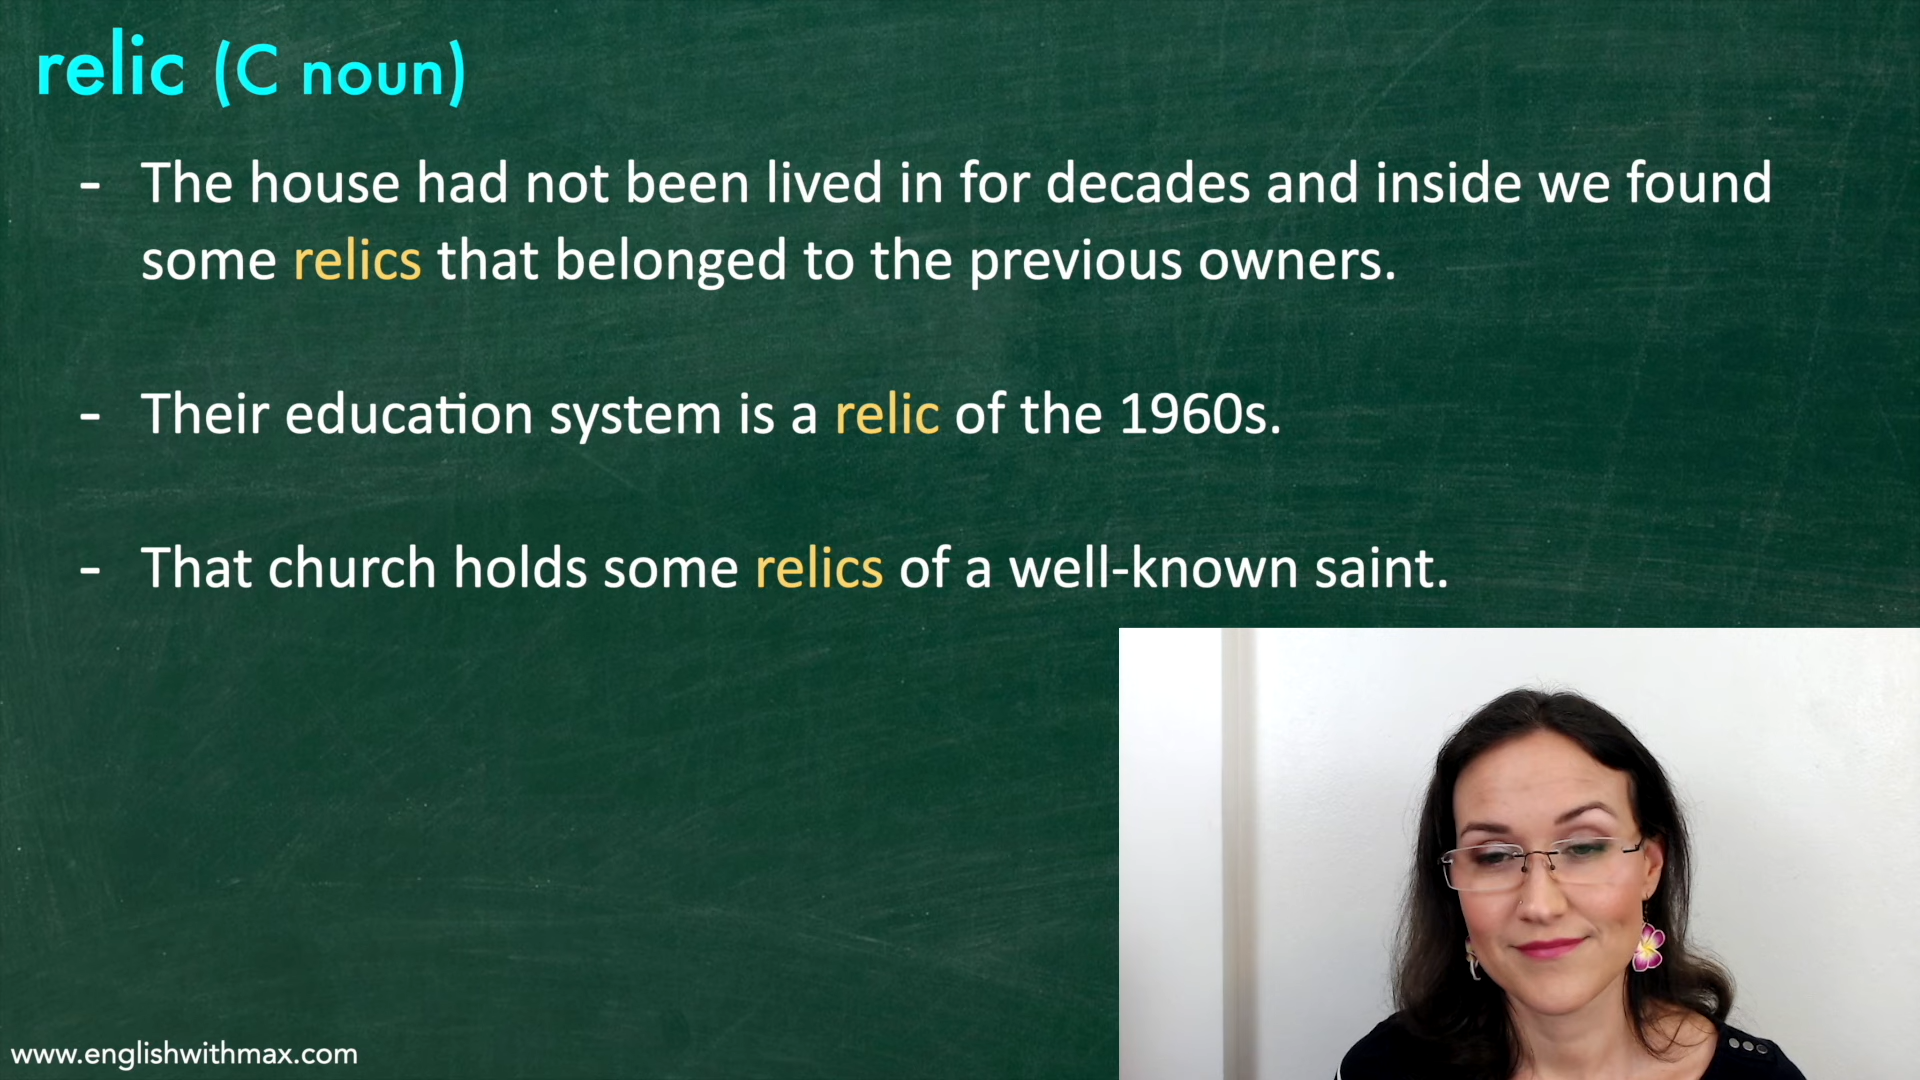 relic (C noun)
- The house had not been lived in for decades and inside we found
some relics that belonged to the previous owners.
- Their education system is a relic of the 1960s.
- That church holds some relics of a well-known saint.
www.englishwithmax.com